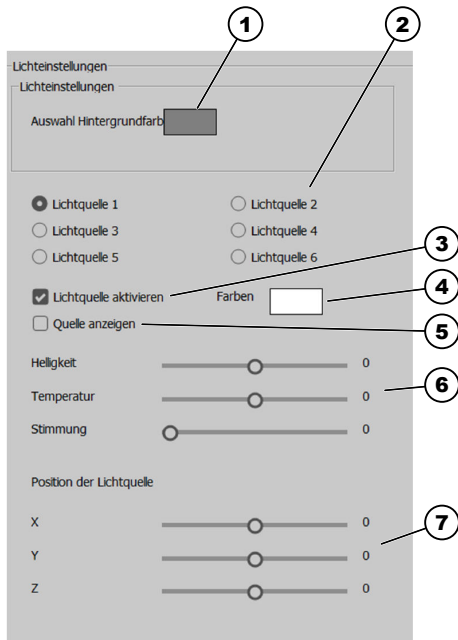 1 2
Lichteinstellungen
Lichteinstellungen
Auswahl Hintergrundfarb
Lichtquelle 1 Lichtquelle 2
Lichtquelle 3 Lichtquelle 4
3
Lichtquelle 5 Lichtquelle 6
4
Lichtquelle aktivieren Farben
Quelle anzeigen
5
Helligkeit 0
6
Temperatur 0
Stimmung 0
Position der Lichtquelle
X 0
7
Y 0
Z 0